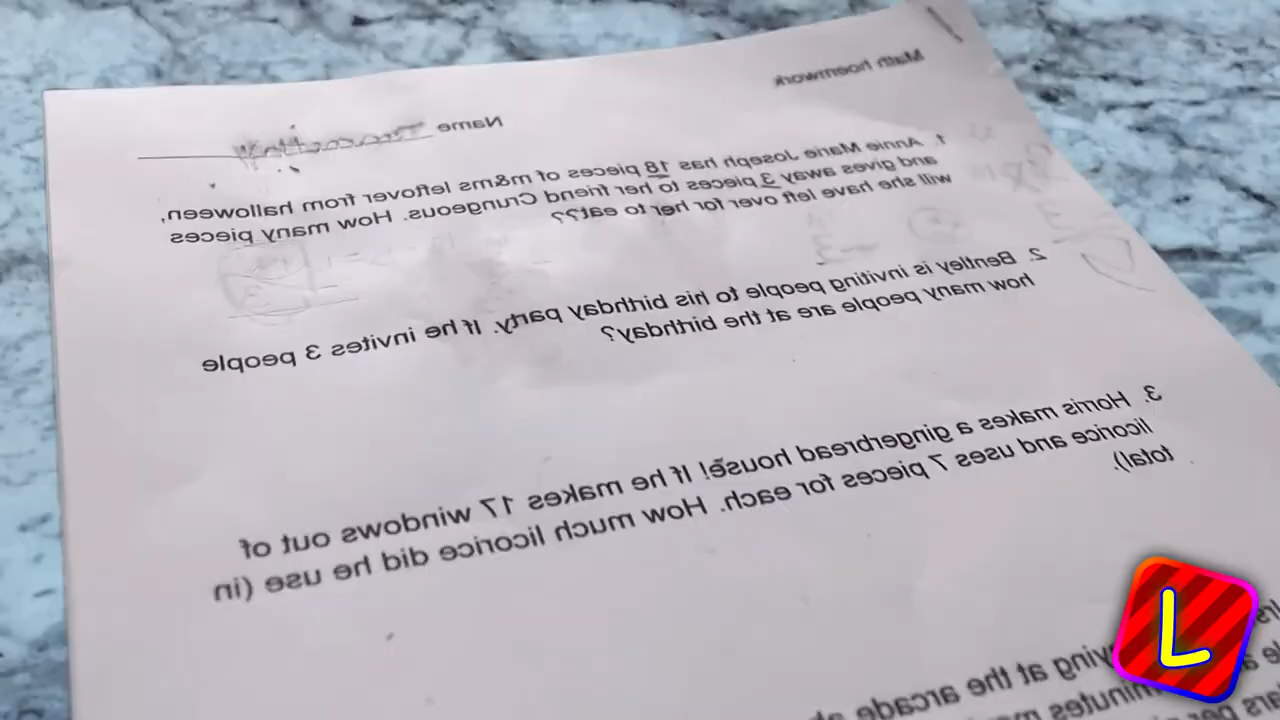 Math hoemwork
Name
1. Annie Marie Joseph has 18 pieces of m&m leftover from halloween,
and gives away 3 pieces to her friend Crungeous. How many pieces
will she have left over for her to eat??
2. Bentley is inviting people to his birthday party. If he invites 3 people
how many people are at the birthday?
3. Horris makes a gingerbread house! If he makes 17 windows out of
licorice and uses 7 pieces for each. How much licorice did he use (in
total).
at the arcade
minutes
L